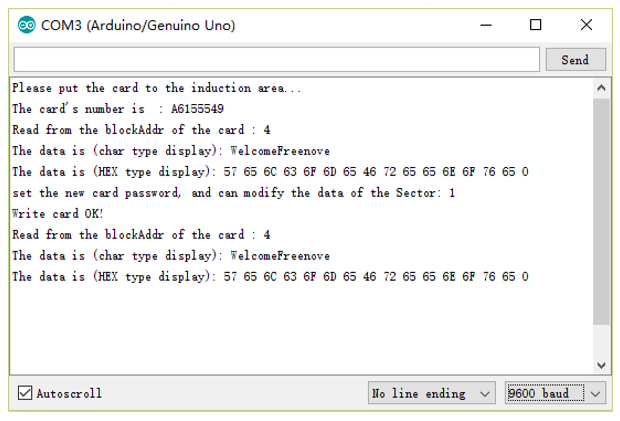 COM3 (Arduino/Genuino Uno)
Send
Please put the card to the induction area...
The card's number is  : A6155549
Read from the blockAddr of the card : 4
The data is (char type display): WelcomeFreenove
The data is (HEX type display): 57 65 6C 63 6F 6D 65 46 72 65 65 6E 6F 76 65 0
set the new card password, and can modify the data of the Sector: 1
Write card OK!
Read from the blockAddr of the card : 4
The data is (char type display): WelcomeFreenove
The data is (HEX type display): 57 65 6C 63 6F 6D 65 46 72 65 65 6E 6F 76 65 0
Autoscroll No line ending 9600 baud